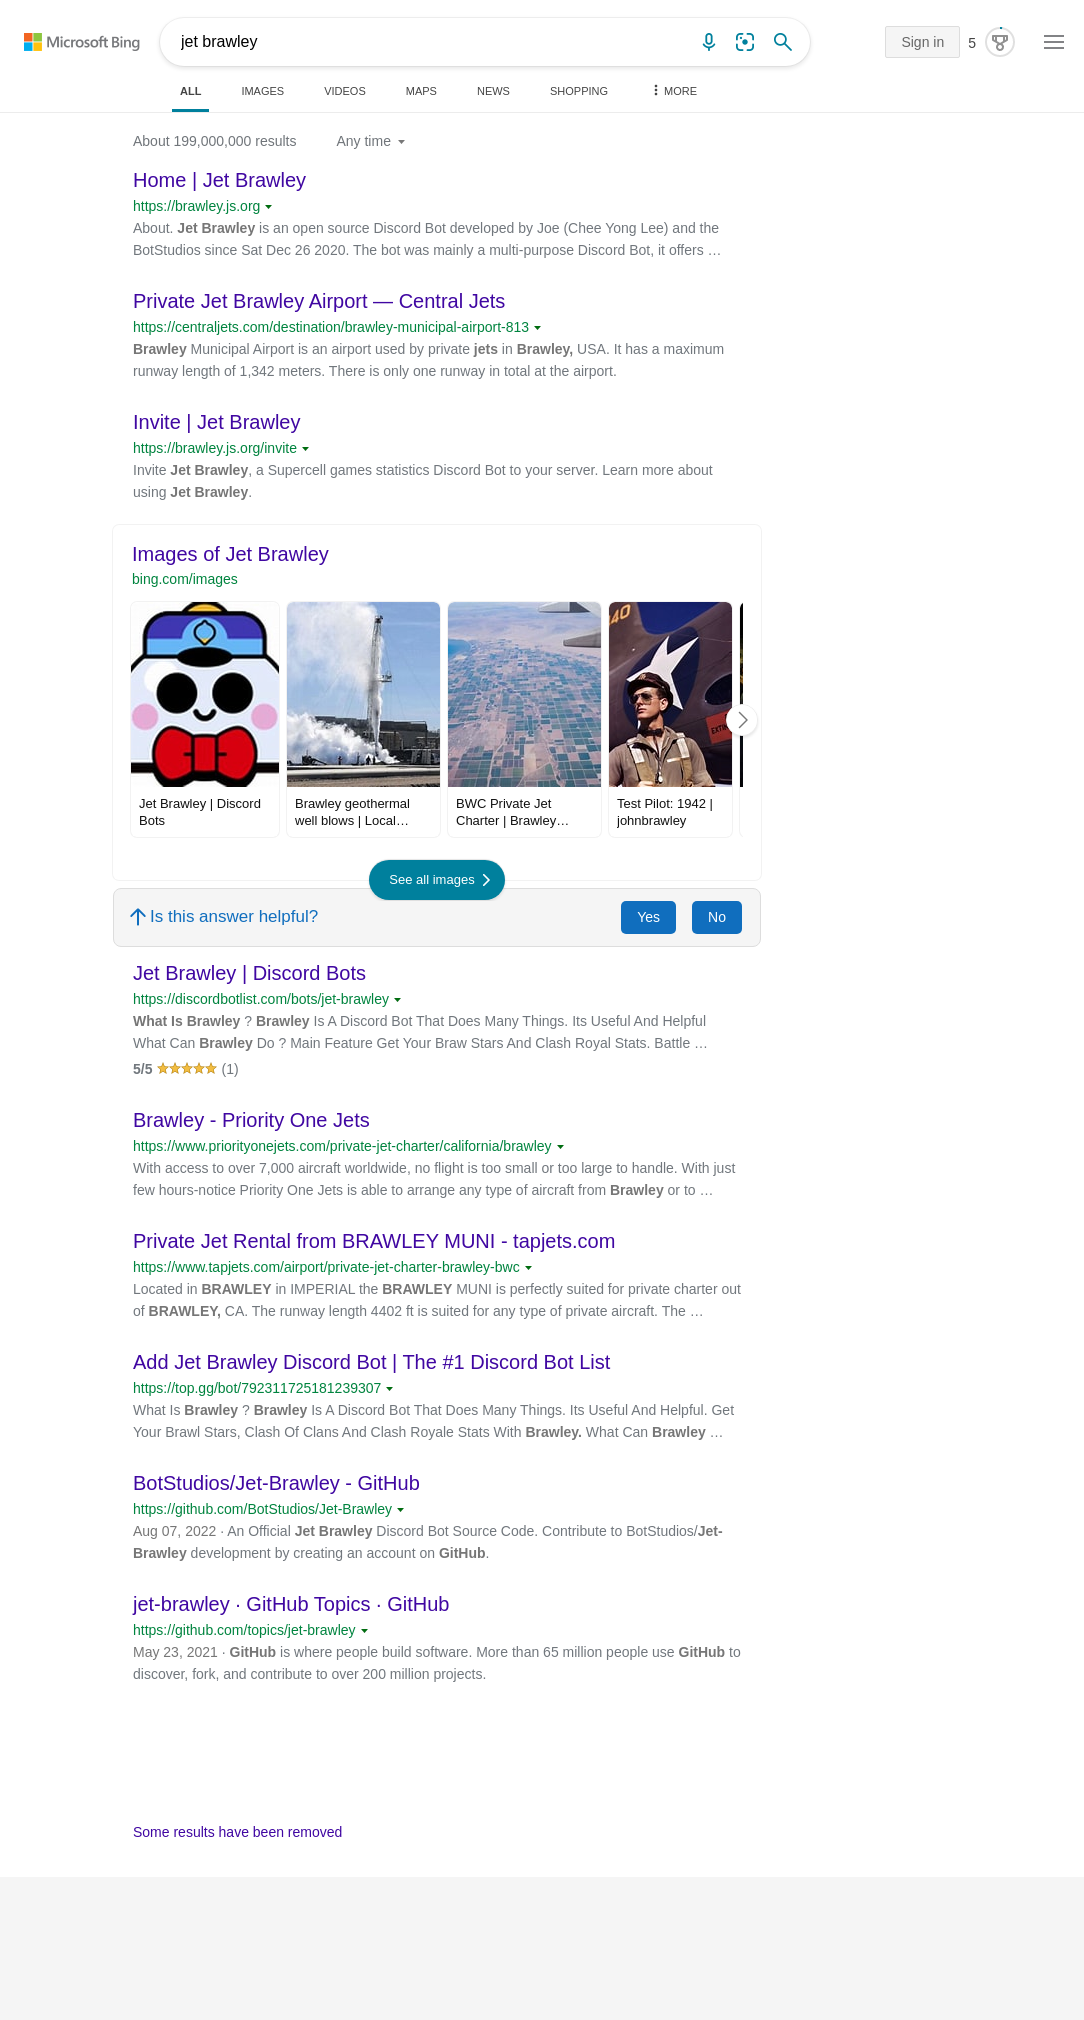 Microsoft Bing
jet brawley
Sign in
5
ALL
IMAGES
VIDEOS
MAPS
NEWS
SHOPPING
MORE
About 199,000,000 results
Any time
Home | Jet Brawley
https://brawley.js.org
About. Jet Brawley is an open source Discord Bot developed by Joe (Chee Yong Lee) and the
BotStudios since Sat Dec 26 2020. The bot was mainly a multi-purpose Discord Bot, it offers …
Private Jet Brawley Airport — Central Jets
https://centraljets.com/destination/brawley-municipal-airport-813
Brawley Municipal Airport is an airport used by private jets in Brawley, USA. It has a maximum
runway length of 1,342 meters. There is only one runway in total at the airport.
Invite | Jet Brawley
https://brawley.js.org/invite
Invite Jet Brawley, a Supercell games statistics Discord Bot to your server. Learn more about
using Jet Brawley.
Images of Jet Brawley
bing.com/images
40
Jet Brawley | Discord
Bots
Brawley geothermal
well blows | Local…
BWC Private Jet
Charter | Brawley…
Test Pilot: 1942 |
johnbrawley
See all images
Is this answer helpful?
Yes
No
Jet Brawley | Discord Bots
https://discordbotlist.com/bots/jet-brawley
What Is Brawley ? Brawley Is A Discord Bot That Does Many Things. Its Useful And Helpful
What Can Brawley Do ? Main Feature Get Your Braw Stars And Clash Royal Stats. Battle …
5/5 (1)
Brawley - Priority One Jets
https://www.priorityonejets.com/private-jet-charter/california/brawley
With access to over 7,000 aircraft worldwide, no flight is too small or too large to handle. With just
few hours-notice Priority One Jets is able to arrange any type of aircraft from Brawley or to …
Private Jet Rental from BRAWLEY MUNI - tapjets.com
https://www.tapjets.com/airport/private-jet-charter-brawley-bwc
Located in BRAWLEY in IMPERIAL the BRAWLEY MUNI is perfectly suited for private charter out
of BRAWLEY, CA. The runway length 4402 ft is suited for any type of private aircraft. The …
Add Jet Brawley Discord Bot | The #1 Discord Bot List
https://top.gg/bot/792311725181239307
What Is Brawley ? Brawley Is A Discord Bot That Does Many Things. Its Useful And Helpful. Get
Your Brawl Stars, Clash Of Clans And Clash Royale Stats With Brawley. What Can Brawley …
BotStudios/Jet-Brawley - GitHub
https://github.com/BotStudios/Jet-Brawley
Aug 07, 2022 · An Official Jet Brawley Discord Bot Source Code. Contribute to BotStudios/Jet-
Brawley development by creating an account on GitHub.
jet-brawley · GitHub Topics · GitHub
https://github.com/topics/jet-brawley
May 23, 2021 · GitHub is where people build software. More than 65 million people use GitHub to
discover, fork, and contribute to over 200 million projects.
Some results have been removed